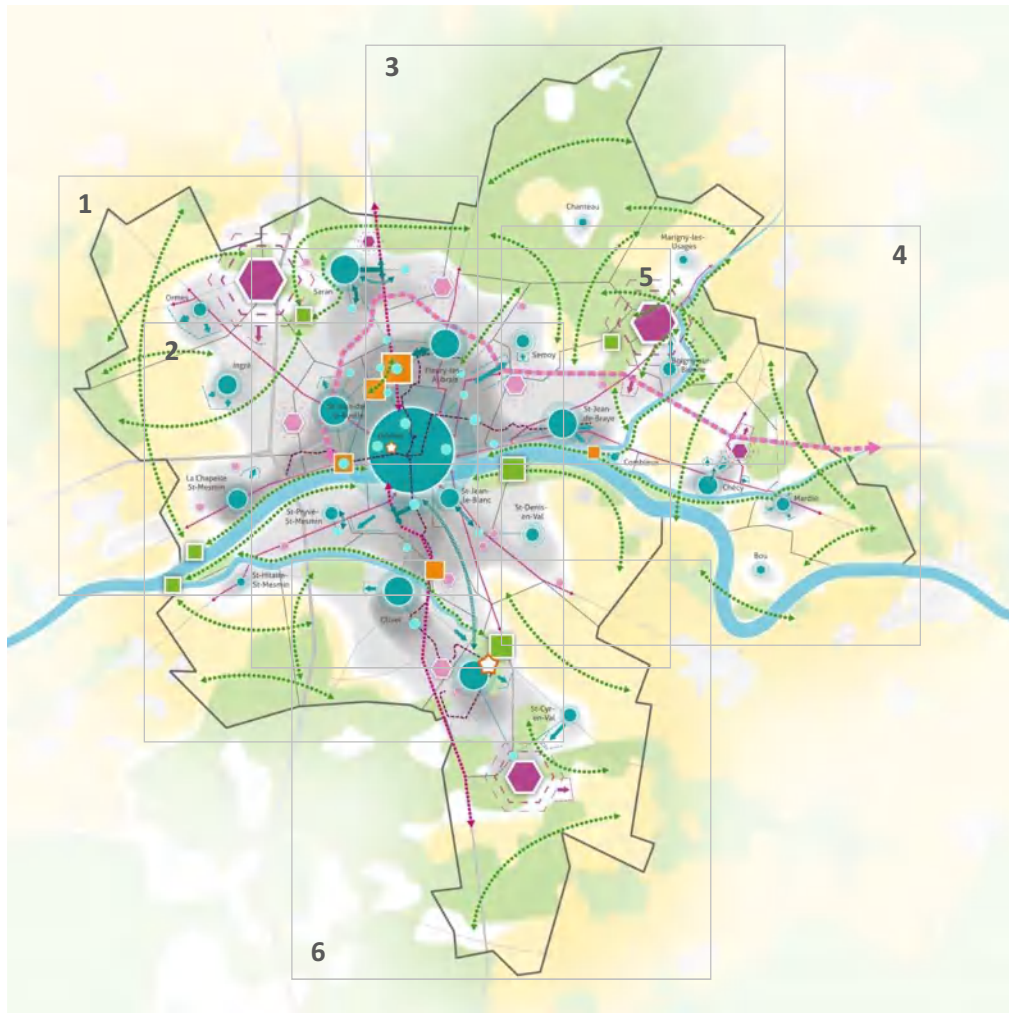 3
1
Chanteau
Marigny-les-
Usages
4
5
Saran
Ormes
2
Ingré
Fleury-les-
Aubrais
Semoy
St-Jean
de-Braye
Combleux
La Chapelle
St-Mesmin
St-Jean-
le-Blanc
Chécy
Mardié
St-Pryvé-
St-Mesmin
St-Denis-
en-Val
Bou
St-Hilaire-
St-Mesmin
Olivet
St-Cyr-
en-Val
6